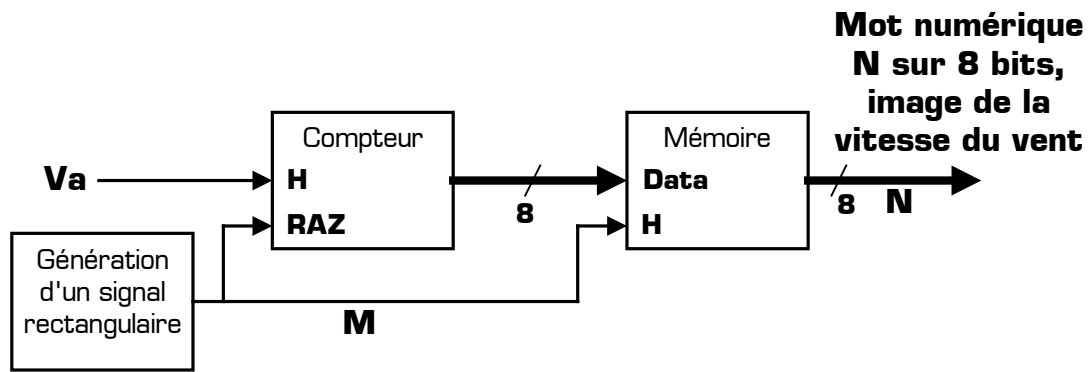 Mot numérique
N sur 8 bits,
image de la
vitesse du vent
Compteur
Mémoire
Va
H
Data
8
8
N
RAZ
H
Génération
d'un signal
rectangulaire
M